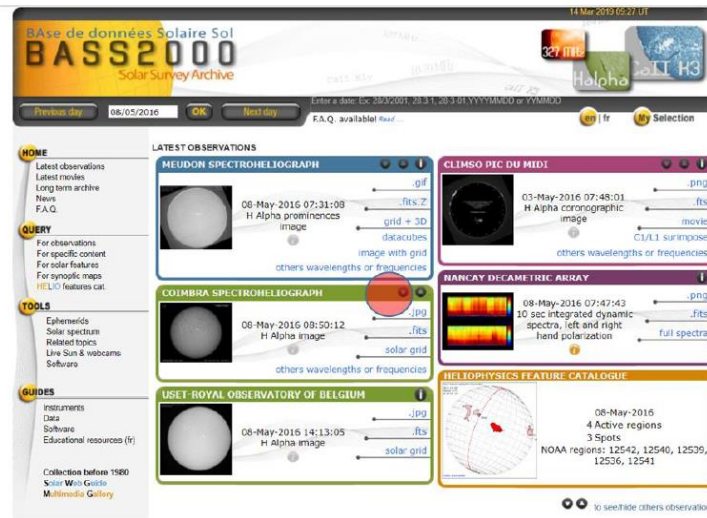 14 Mar 2019 09:27 UT
BAse de données Solaire Sol
BASS2000
Solar Survey Archive
327 MHz
Halpha
CaII K3
Previous day
08/05/2016
OK
Next day
Enter a date: Ex: 28/3/2001, 28.3.1, 28-3-01,YYYYMMDD or YYMMDD
F.A.Q. available! Read ...
en | fr
My Selection
HOME
Latest observations
Latest movies
Long term archive
News
F.A.Q.
QUERY
For observations
For specific content
For solar features
For synoptic maps
HELIO features cat.
TOOLS
Ephemerids
Solar spectrum
Related topics
Live Sun & webcams
Software
GUIDES
Instruments
Data
Software
Educational resources (fr)
Collection before 1980
Solar Web Guide
Multimedia Gallery
LATEST OBSERVATIONS
MEUDON SPECTROHELIOGRAPH
08-May-2016 07:31:08
H Alpha prominences
image
.gif
.fits.Z
grid + 3D
datacubes
image with grid
others wavelengths or frequencies
COIMBRA SPECTROHELIOGRAPH
08-May-2016 08:50:12
H Alpha image
.jpg
.fits
solar grid
others wavelengths or frequencies
USET-ROYAL OBSERVATORY OF BELGIUM
08-May-2016 14:13:05
H Alpha image
.jpg
.fts
solar grid
CLIMSO PIC DU MIDI
03-May-2016 07:48:01
H Alpha coronographic
image
.png
.fts
movie
C1/L1 surimpose
others wavelengths or frequencies
NANCAY DECAMETRIC ARRAY
08-May-2016 07:47:43
10 sec integrated dynamic
spectra, left and right
hand polarization
.png
.fits
full spectra
HELIOPHYSICS FEATURE CATALOGUE
08-May-2016
4 Active regions
3 Spots
NOAA regions: 12542, 12540, 12539,
12536, 12541
to see/hide others observatio